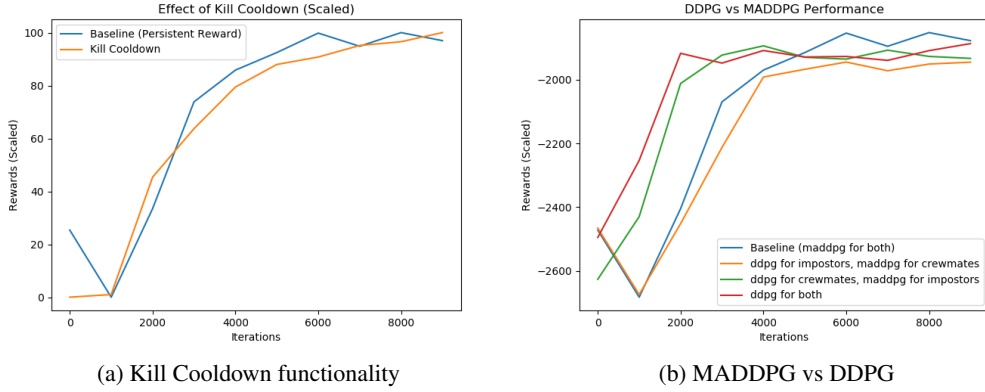 Effect of Kill Cooldown (Scaled)
Baseline (Persistent Reward)
Kill Cooldown
Rewards (Scaled)
100
80
60
40
20
0
0 2000 4000 6000 8000
Iterations
(a) Kill Cooldown functionality
DDPG vs MADDPG Performance
Rewards (Scaled)
−2000
−2200
−2400
−2600
Baseline (maddpg for both)
ddpg for impostors, maddpg for crewmates
ddpg for crewmates, maddpg for impostors
ddpg for both
0 2000 4000 6000 8000
Iterations
(b) MADDPG vs DDPG